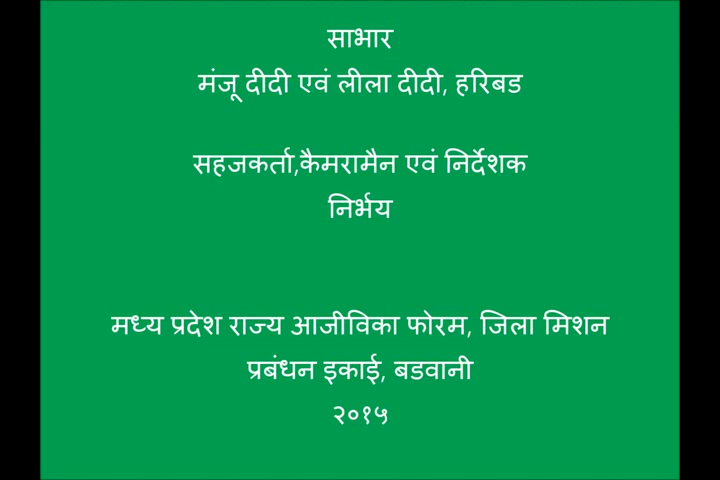 साभार
मंजू दीदी एवं लीला दीदी, हरिबड
सहजकर्ता,कैमरामैन एवं निर्देशक
निर्भय
मध्य प्रदेश राज्य आजीविका फोरम, जिला मिशन
प्रबंधन इकाई, बडवानी
२०१५